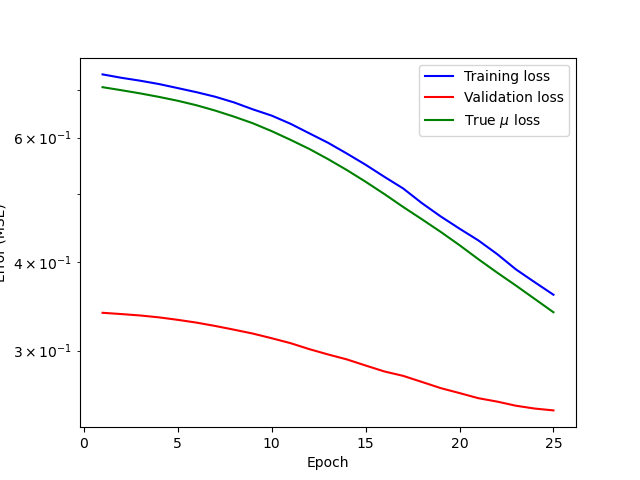 Training loss
Validation loss
True μ loss
6 × 10⁻¹
4 × 10⁻¹
3 × 10⁻¹
0 5 10 15 20 25
Epoch